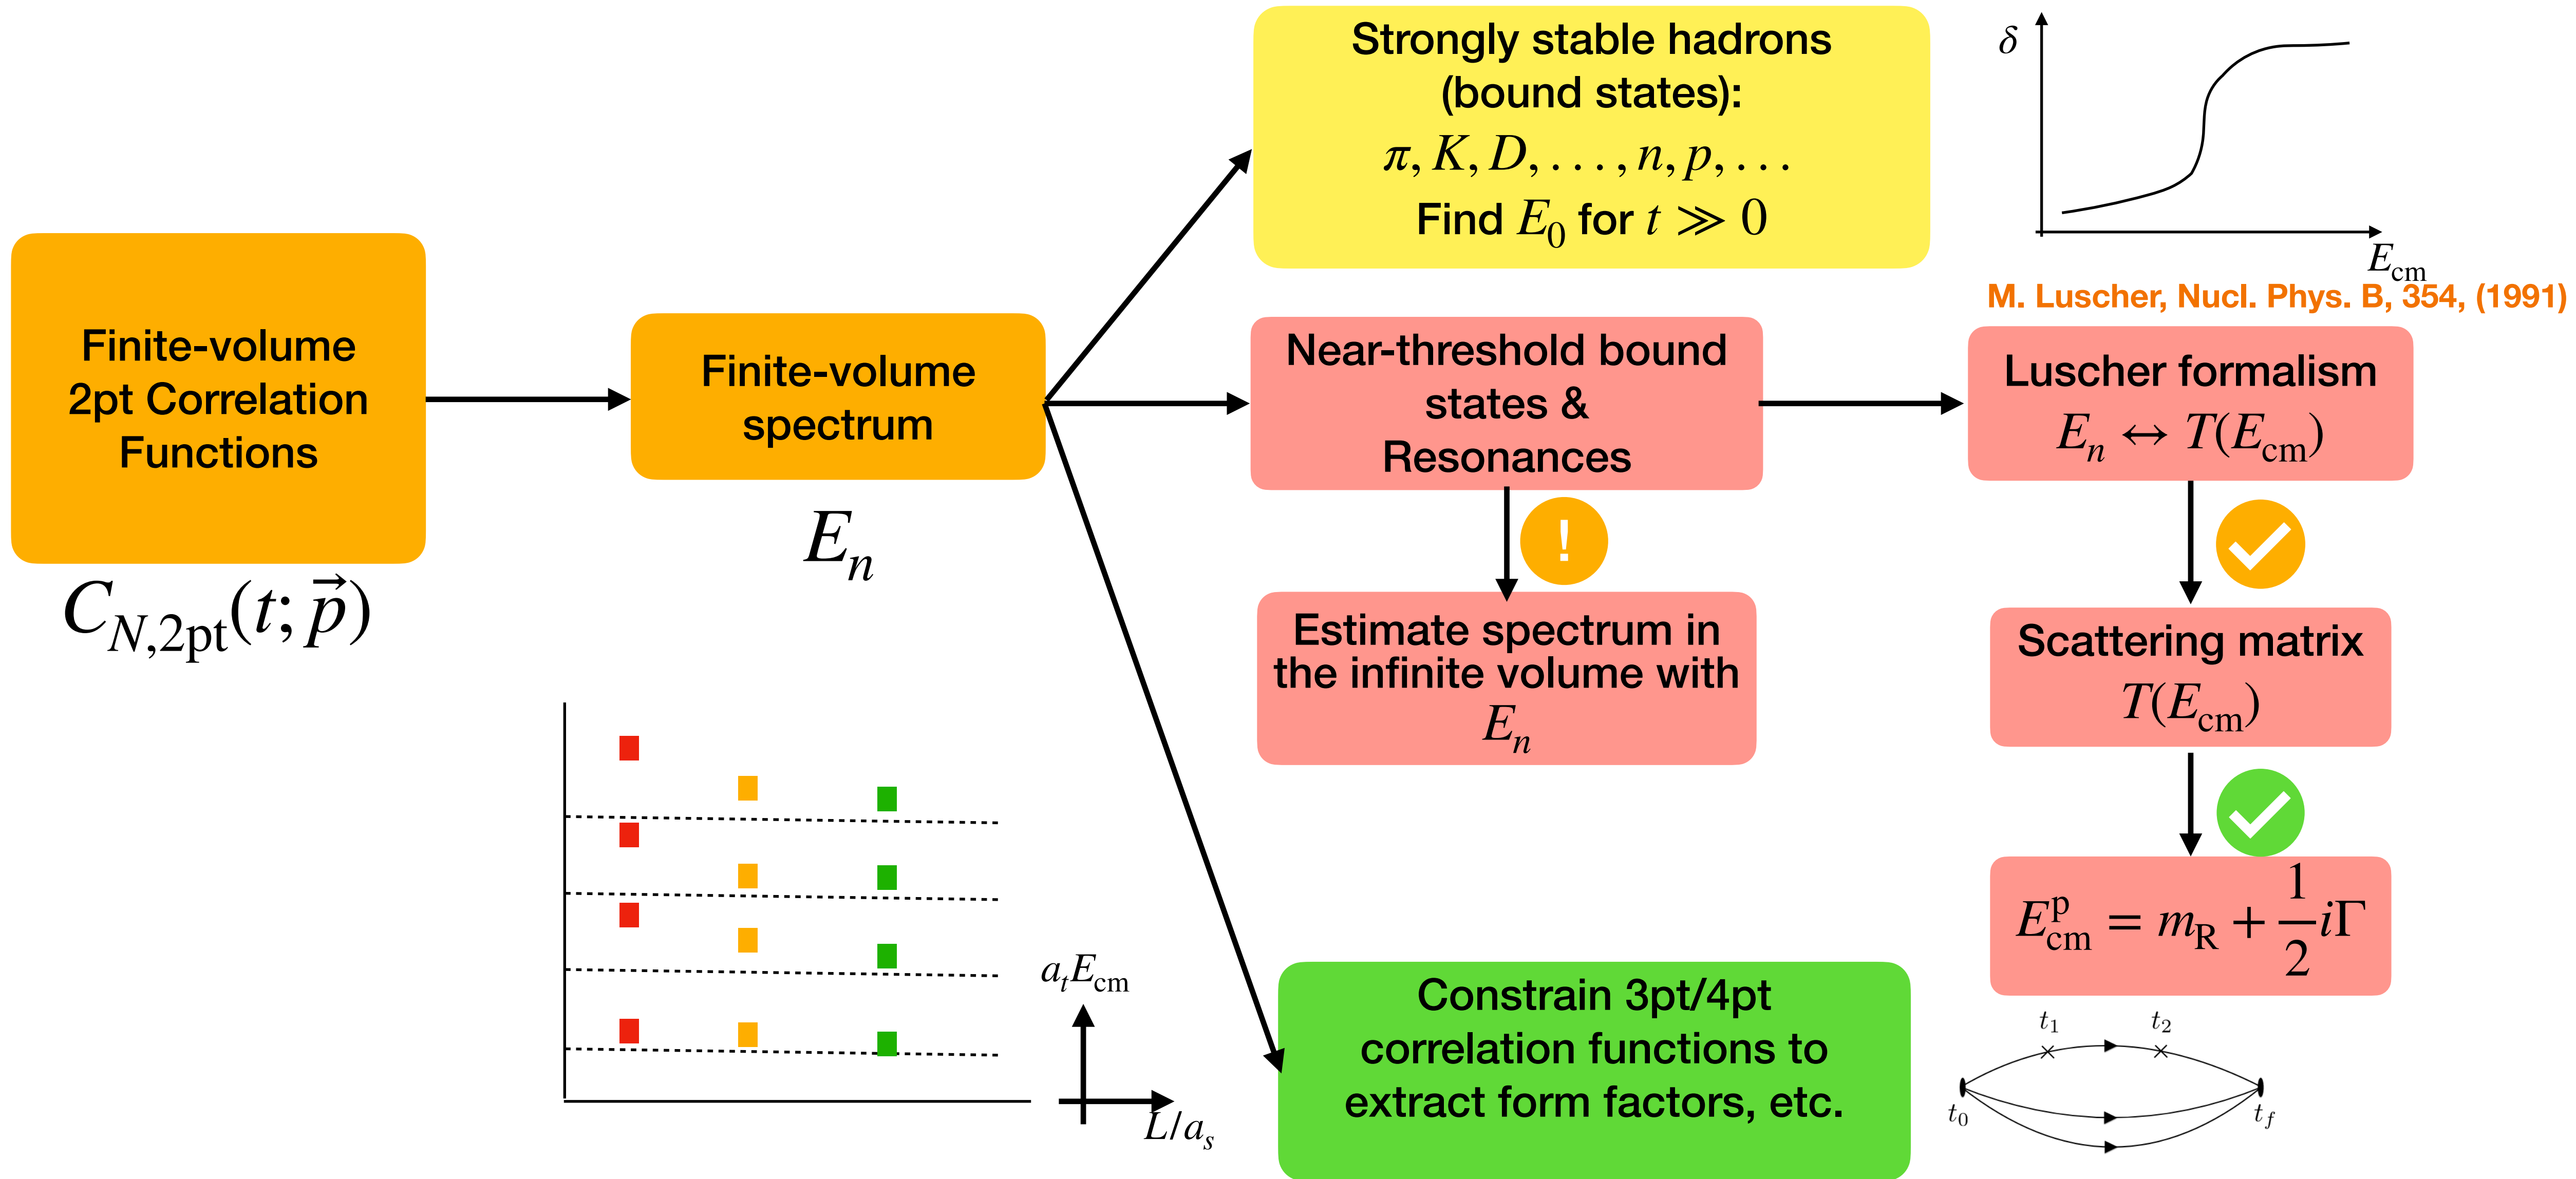 Finite-volume
2pt Correlation
Functions
C_{N,2pt}(t; \vec{p})
Finite-volume
spectrum
E_n
Strongly stable hadrons
(bound states):
π, K, D, . . . , n, p, . . .
Find E_0 for t ≫ 0
δ
E_cm
M. Luscher, Nucl. Phys. B, 354, (1991)
Near-threshold bound
states &
Resonances
!
Estimate spectrum in
the infinite volume with
E_n
Luscher formalism
E_n ↔ T(E_cm)
Scattering matrix
T(E_cm)
E_cm^p = m_R + \frac{1}{2} iΓ
a_t E_cm
L/a_s
Constrain 3pt/4pt
correlation functions to
extract form factors, etc.
t_1 t_2
t_0 t_f